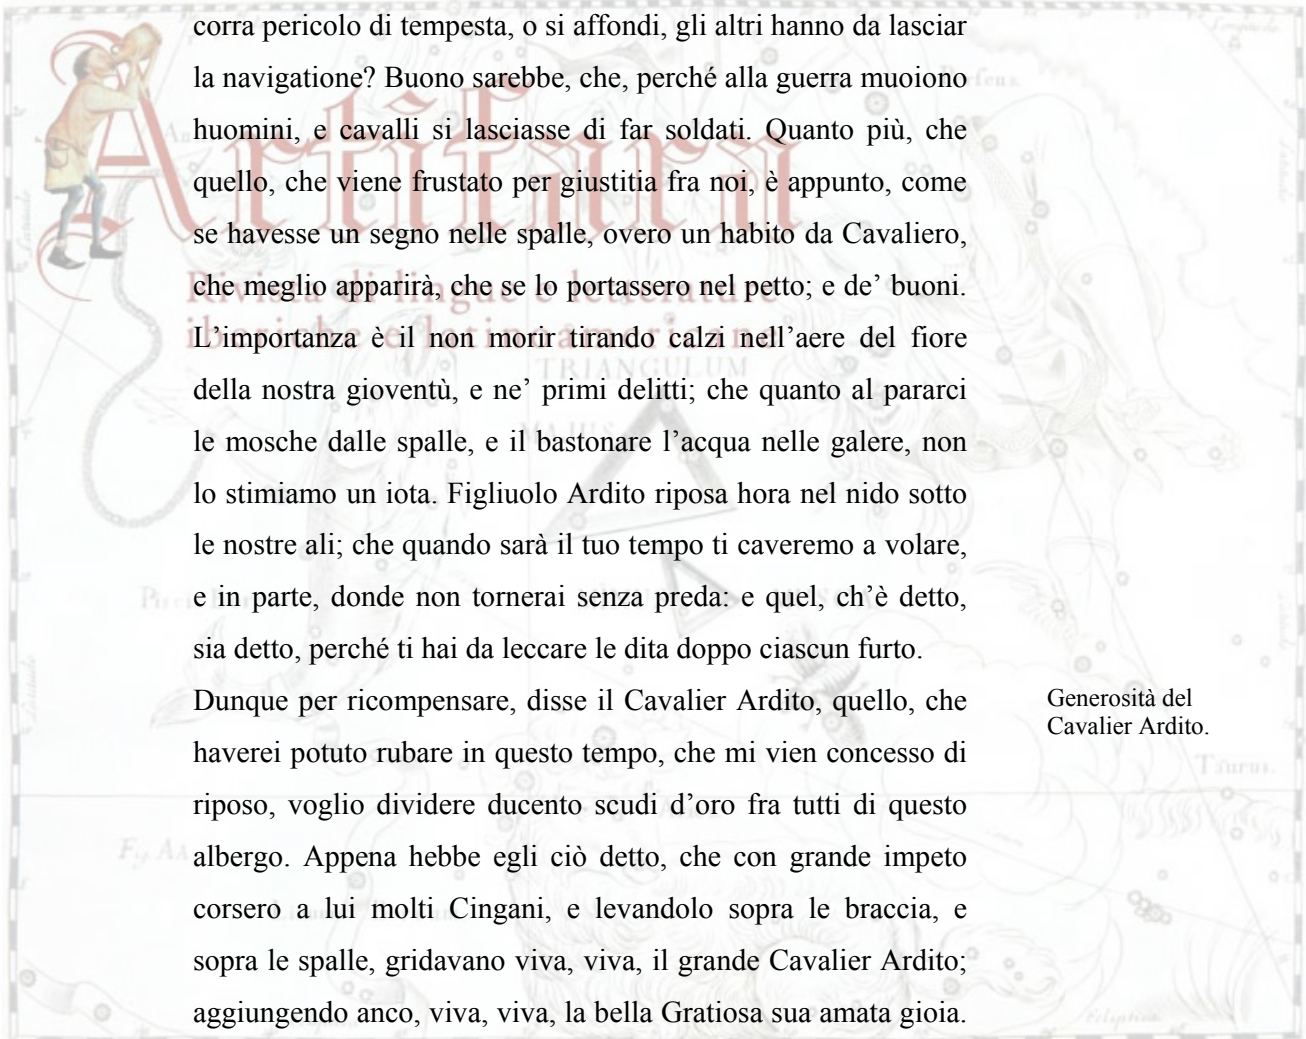 corra pericolo di tempesta, o si affondi, gli altri hanno da lasciar
la navigatione? Buono sarebbe, che, perché alla guerra muoiono
huomini, e cavalli si lasciasse di far soldati. Quanto più, che
quello, che viene frustato per giustitia fra noi, è appunto, come
se havesse un segno nelle spalle, overo un habito da Cavaliero,
che meglio apparirà, che se lo portassero nel petto; e de’ buoni.
L’importanza è il non morir tirando calzi nell’aere del fiore
della nostra gioventù, e ne’ primi delitti; che quanto al pararci
le mosche dalle spalle, e il bastonare l’acqua nelle galere, non
lo stimiamo un iota. Figliuolo Ardito riposa hora nel nido sotto
le nostre ali; che quando sarà il tuo tempo ti caveremo a volare,
e in parte, donde non tornerai senza preda: e quel, ch’è detto,
sia detto, perché ti hai da leccare le dita doppo ciascun furto.
Dunque per ricompensare, disse il Cavalier Ardito, quello, che
haverei potuto rubare in questo tempo, che mi vien concesso di
riposo, voglio dividere ducento scudi d’oro fra tutti di questo
albergo. Appena hebbe egli ciò detto, che con grande impeto
corsero a lui molti Cingani, e levandolo sopra le braccia, e
sopra le spalle, gridavano viva, viva, il grande Cavalier Ardito;
aggiungendo anco, viva, viva, la bella Gratiosa sua amata gioia.
Generosità del
Cavalier Ardito.
Artifara
Rivista di lingue e letterature
iberiche e latinoamericane
TRIANGULUM
Perseus.
Taurus.